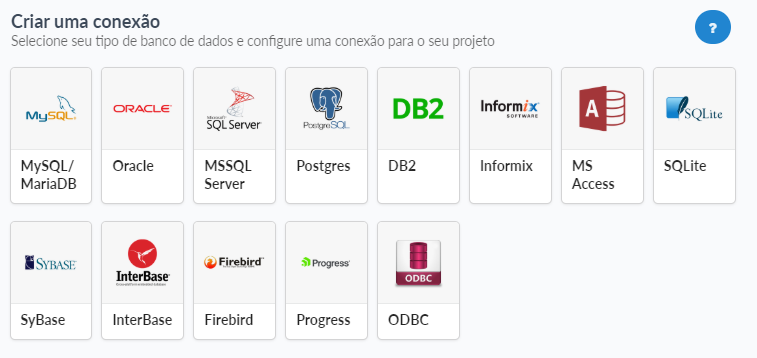 Criar uma conexão
?
Selecione seu tipo de banco de dados e configure uma conexão para o seu projeto
MySQL ORACLE Microsoft SQL Server PostgreSQL DB2 Informix SOFTWARE A SQLite
MySQL/ MariaDB
Oracle
MSSQL Server
Postgres
DB2
Informix
MS Access
SQLite
SYBASE InterBase Firebird Progress ODBC
SyBase
InterBase
Firebird
Progress
ODBC